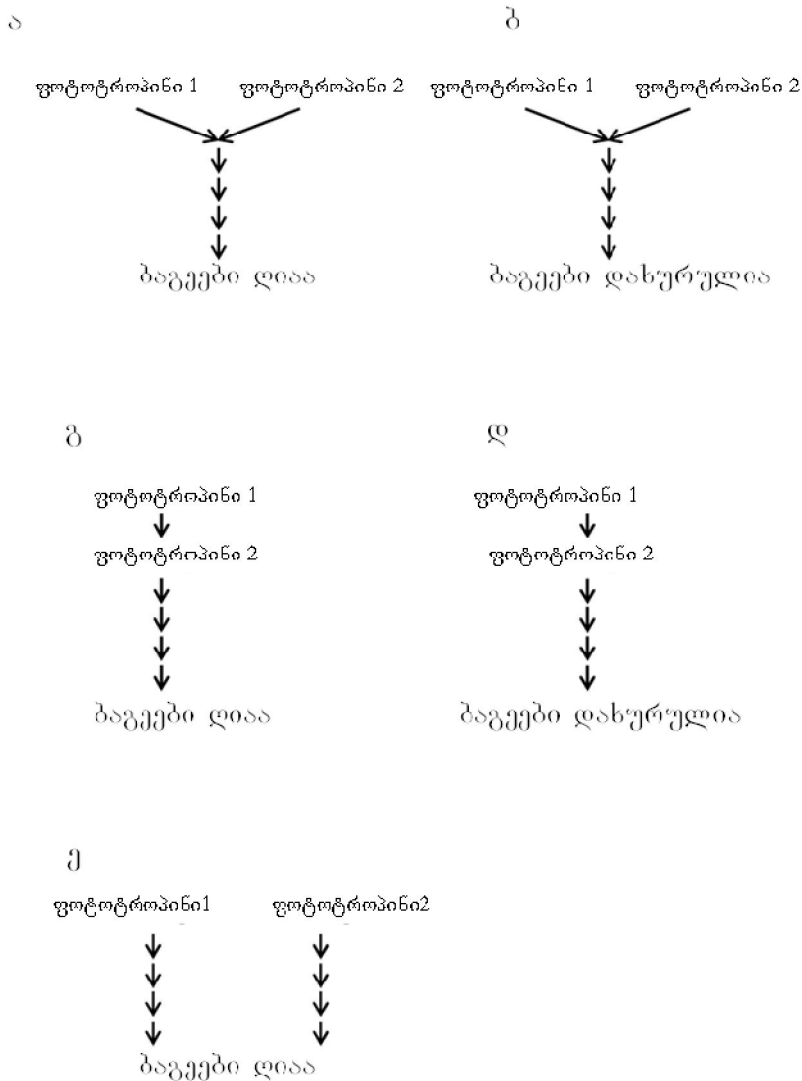 ა ბ
ფოტოტროპინი 1 ფოტოტროპინი 2 ფოტოტროპინი 1 ფოტოტროპინი 2
ბაგეები ღიაა ბაგეები დახურულია
გ დ
ფოტოტროპინი 1 ფოტოტროპინი 1
ფოტოტროპინი 2 ფოტოტროპინი 2
ბაგეები ღიაა ბაგეები დახურულია
ე
ფოტოტროპინი1 ფოტოტროპინი2
ბაგეები ღიაა